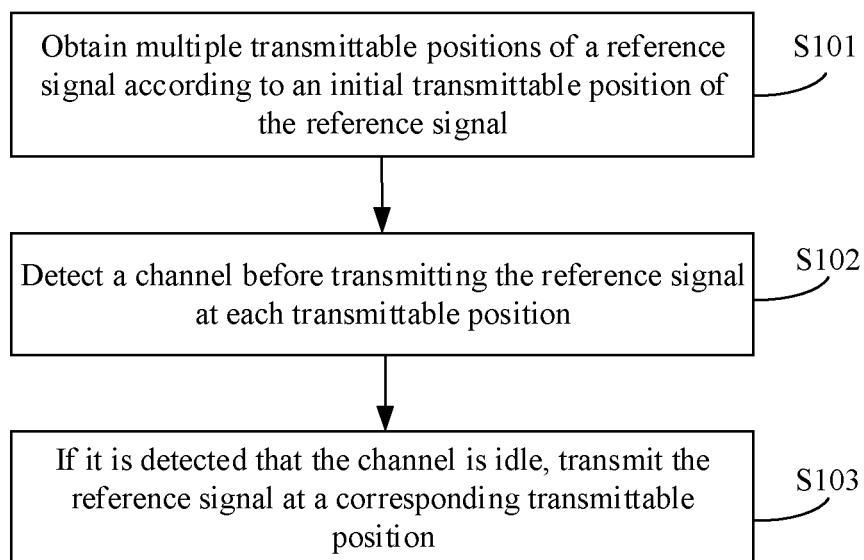 Obtain multiple transmittable positions of a reference
signal according to an initial transmittable position of
the reference signal
S101
Detect a channel before transmitting the reference signal
at each transmittable position
S102
If it is detected that the channel is idle, transmit the
reference signal at a corresponding transmittable
position
S103